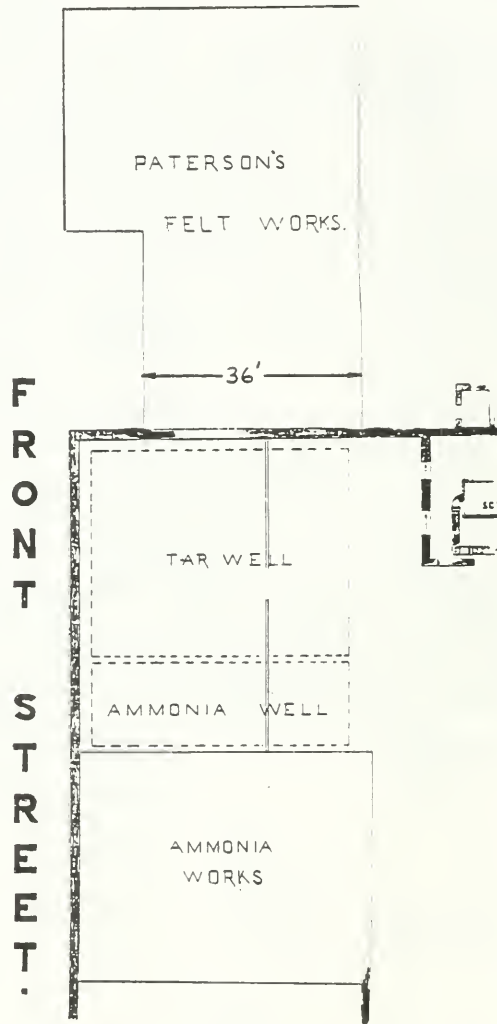 PATERSON'S
FELT WORKS.
36'
FRONT STREET.
TAR WELL
AMMONIA WELL
AMMONIA
WORKS